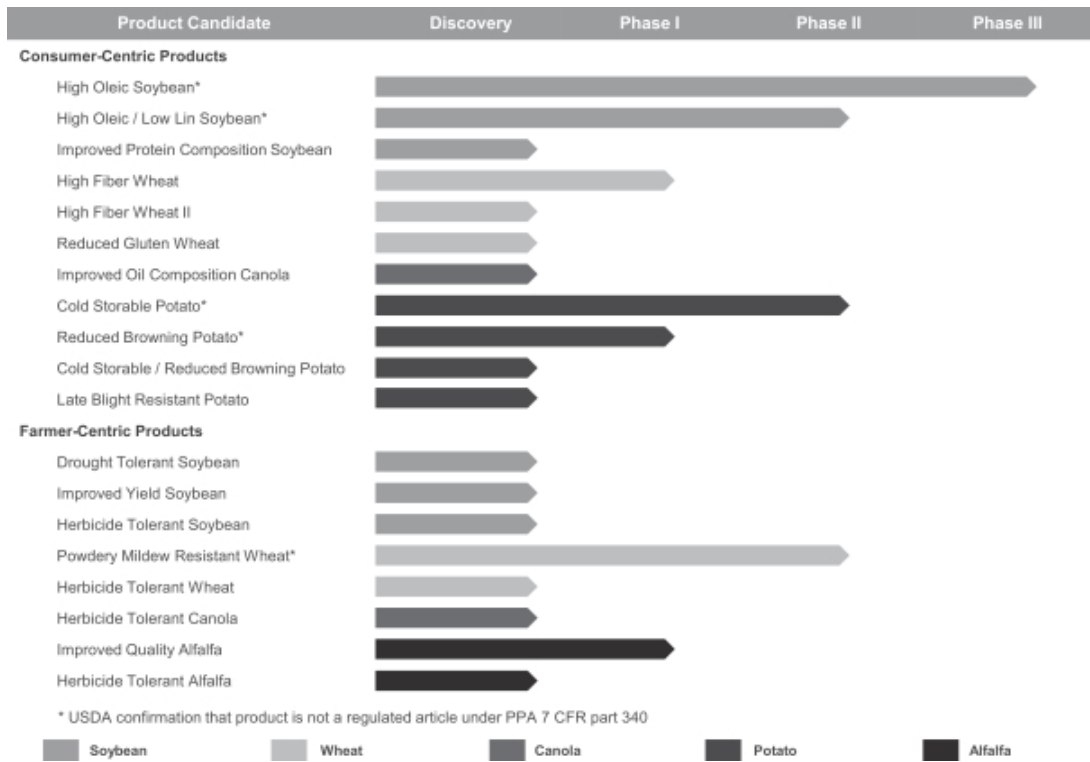 Product Candidate Discovery Phase I Phase II Phase III
Consumer-Centric Products
High Oleic Soybean*
High Oleic / Low Lin Soybean*
Improved Protein Composition Soybean
High Fiber Wheat
High Fiber Wheat II
Reduced Gluten Wheat
Improved Oil Composition Canola
Cold Storable Potato*
Reduced Browning Potato*
Cold Storable / Reduced Browning Potato
Late Blight Resistant Potato
Farmer-Centric Products
Drought Tolerant Soybean
Improved Yield Soybean
Herbicide Tolerant Soybean
Powdery Mildew Resistant Wheat*
Herbicide Tolerant Wheat
Herbicide Tolerant Canola
Improved Quality Alfalfa
Herbicide Tolerant Alfalfa
* USDA confirmation that product is not a regulated article under PPA 7 CFR part 340
Soybean Wheat Canola Potato Alfalfa